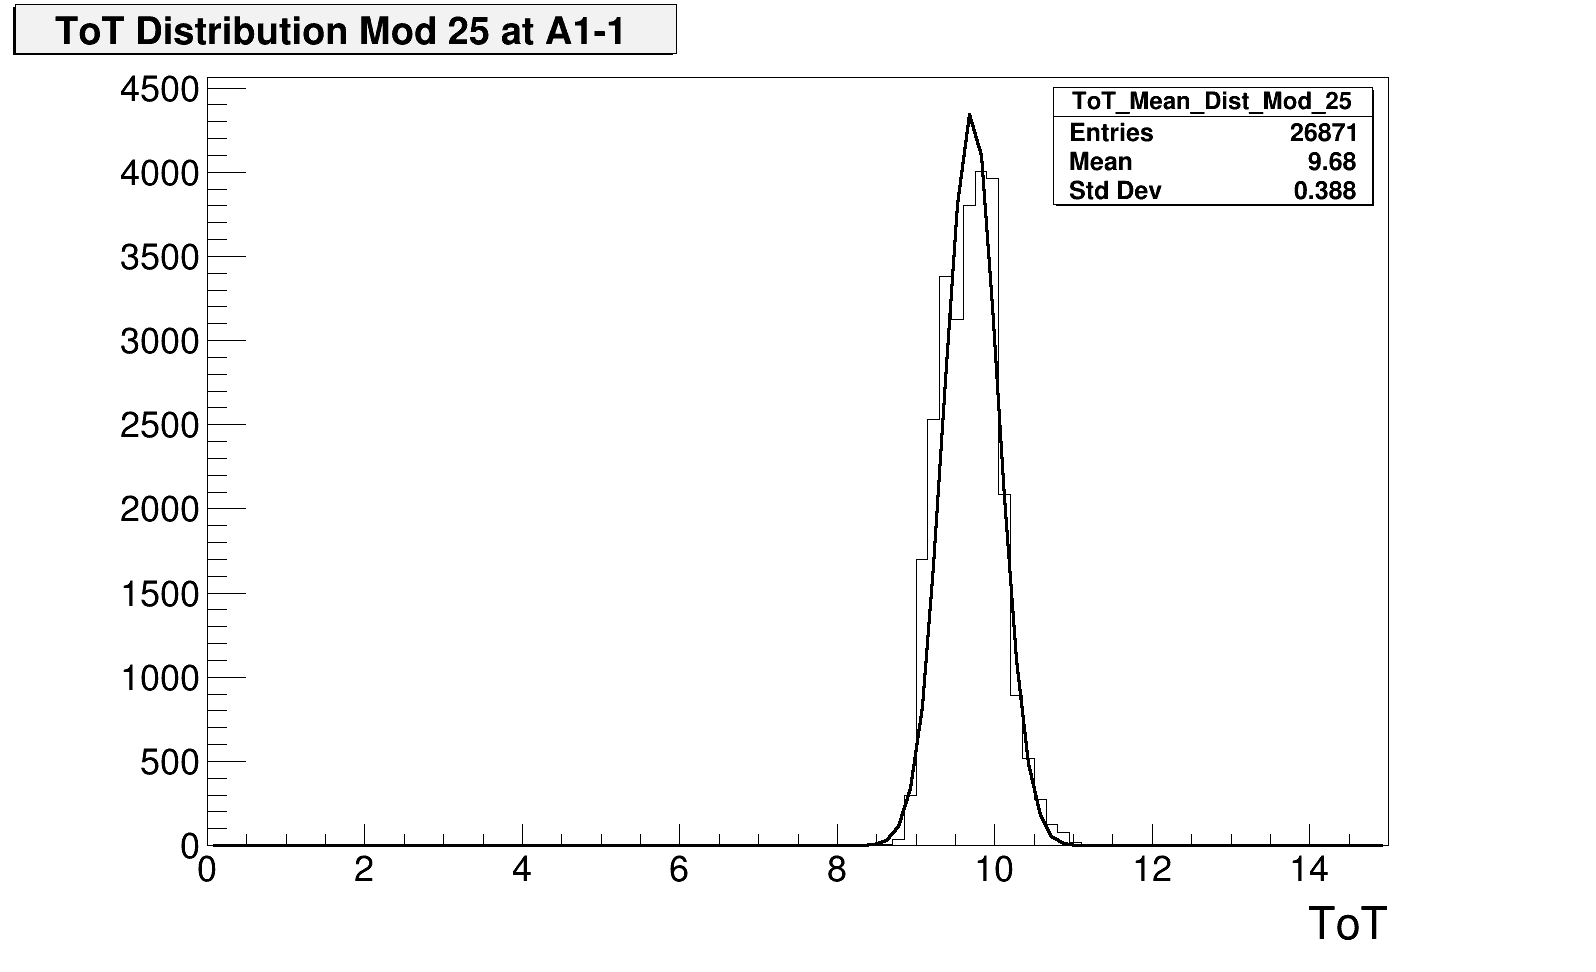 ToT Distribution Mod 25 at A1-1
ToT_Mean_Dist_Mod_25
Entries 26871
Mean 9.68
Std Dev 0.388
4500
4000
3500
3000
2500
2000
1500
1000
500
0
0 2 4 6 8 10 12 14
ToT